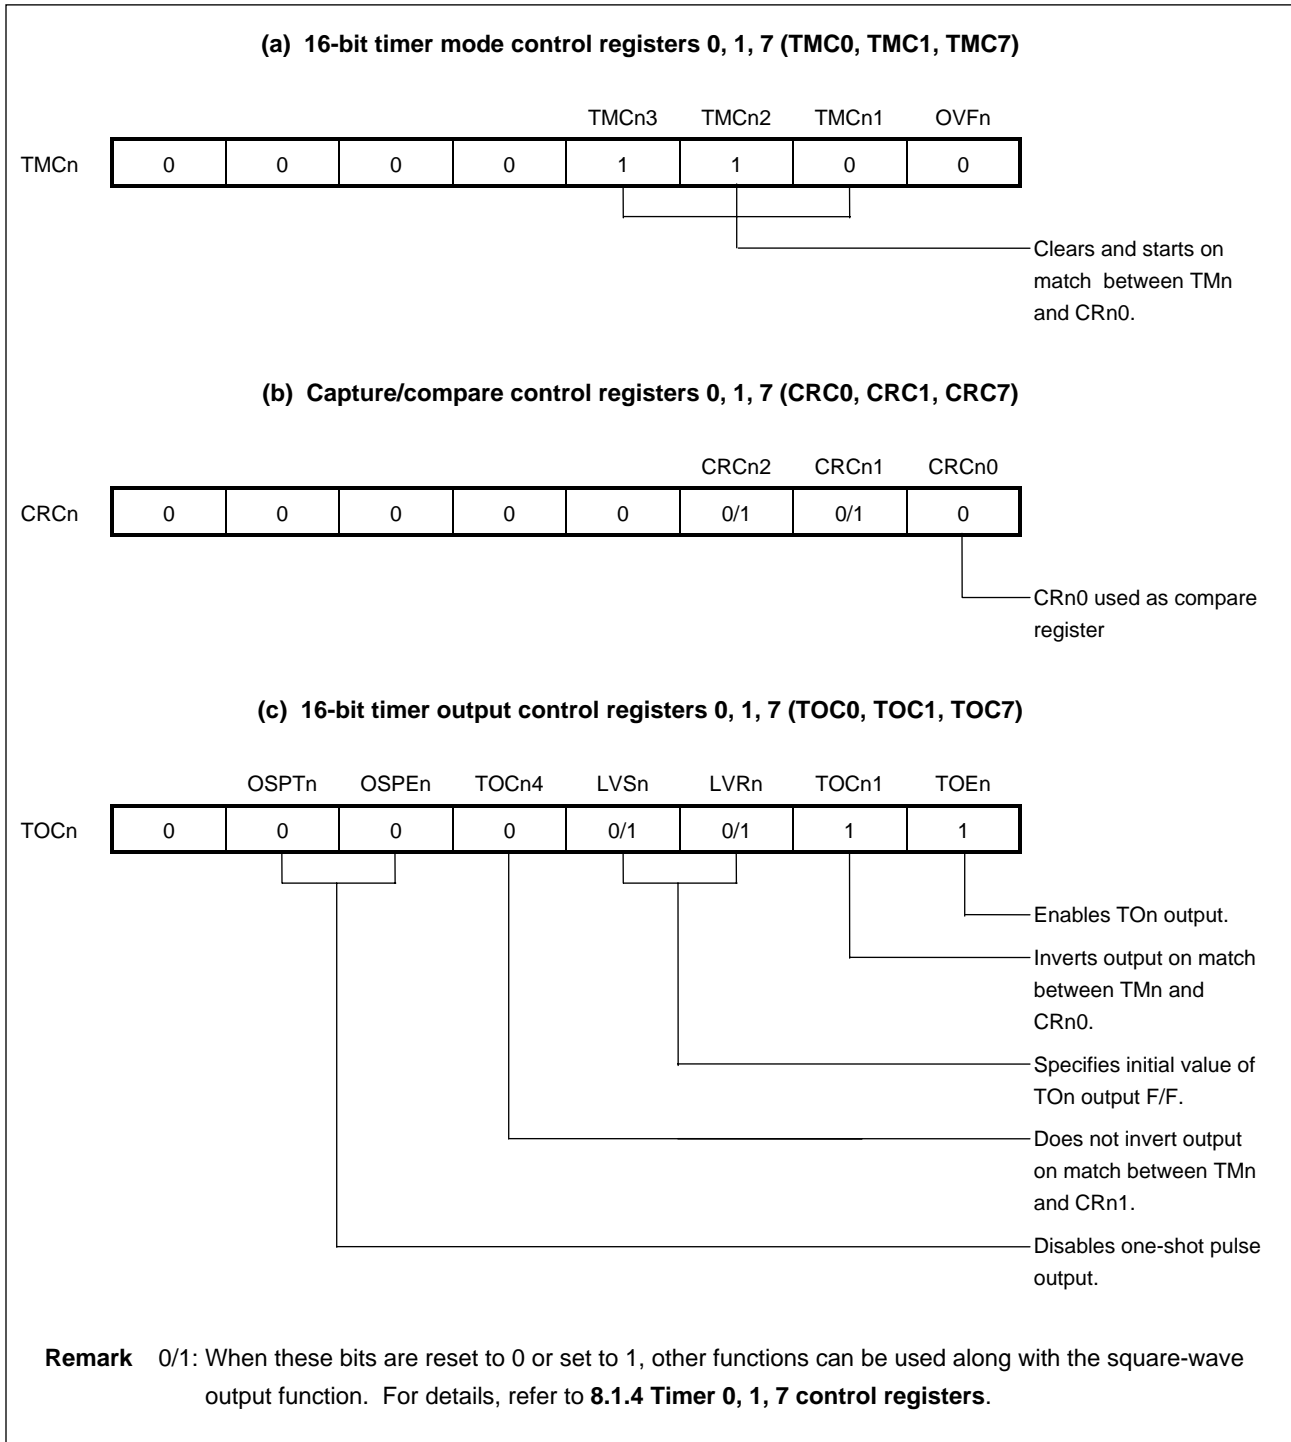 (a) 16-bit timer mode control registers 0, 1, 7 (TMC0, TMC1, TMC7)
TMCn3 TMCn2 TMCn1 OVFn
TMCn 0 0 0 0 1 1 0 0
Clears and starts on
match between TMn
and CRn0.
(b) Capture/compare control registers 0, 1, 7 (CRC0, CRC1, CRC7)
CRCn2 CRCn1 CRCn0
CRCn 0 0 0 0 0 0/1 0/1 0
CRn0 used as compare
register
(c) 16-bit timer output control registers 0, 1, 7 (TOC0, TOC1, TOC7)
OSPTn OSPEn TOCn4 LVSn LVRn TOCn1 TOEn
TOCn 0 0 0 0 0/1 0/1 1 1
Enables TOn output.
Inverts output on match
between TMn and
CRn0.
Specifies initial value of
TOn output F/F.
Does not invert output
on match between TMn
and CRn1.
Disables one-shot pulse
output.
Remark 0/1: When these bits are reset to 0 or set to 1, other functions can be used along with the square-wave
output function. For details, refer to 8.1.4 Timer 0, 1, 7 control registers.